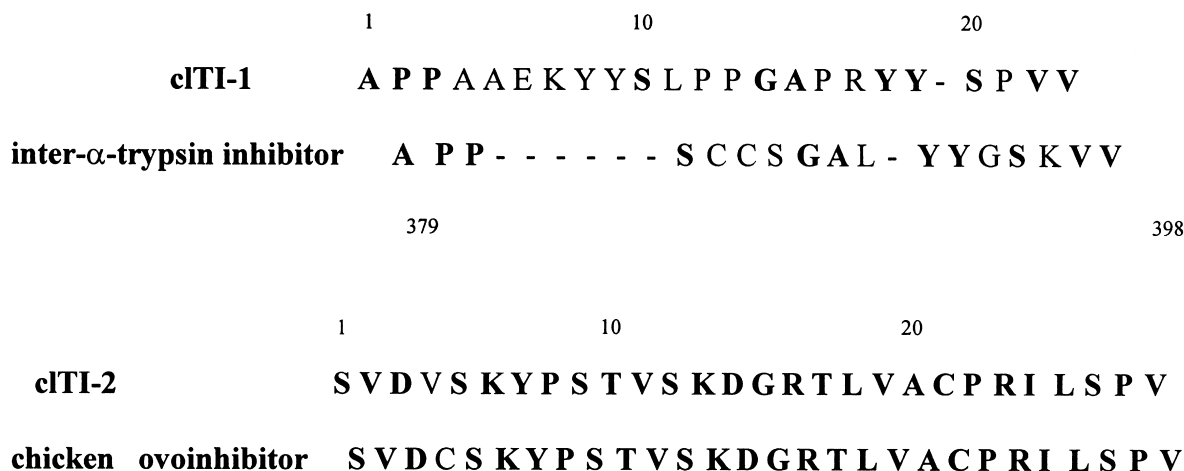 1 10 20
clTI-1 A P P A A E K Y Y S L P P G A P R Y Y - S P V V
inter-α-trypsin inhibitor A P P - - - - - - S C C S G A L - Y Y G S K V V
379 398
1 10 20
clTI-2 S V D V S K Y P S T V S K D G R T L V A C P R I L S P V
chicken ovoinhibitor S V D C S K Y P S T V S K D G R T L V A C P R I L S P V